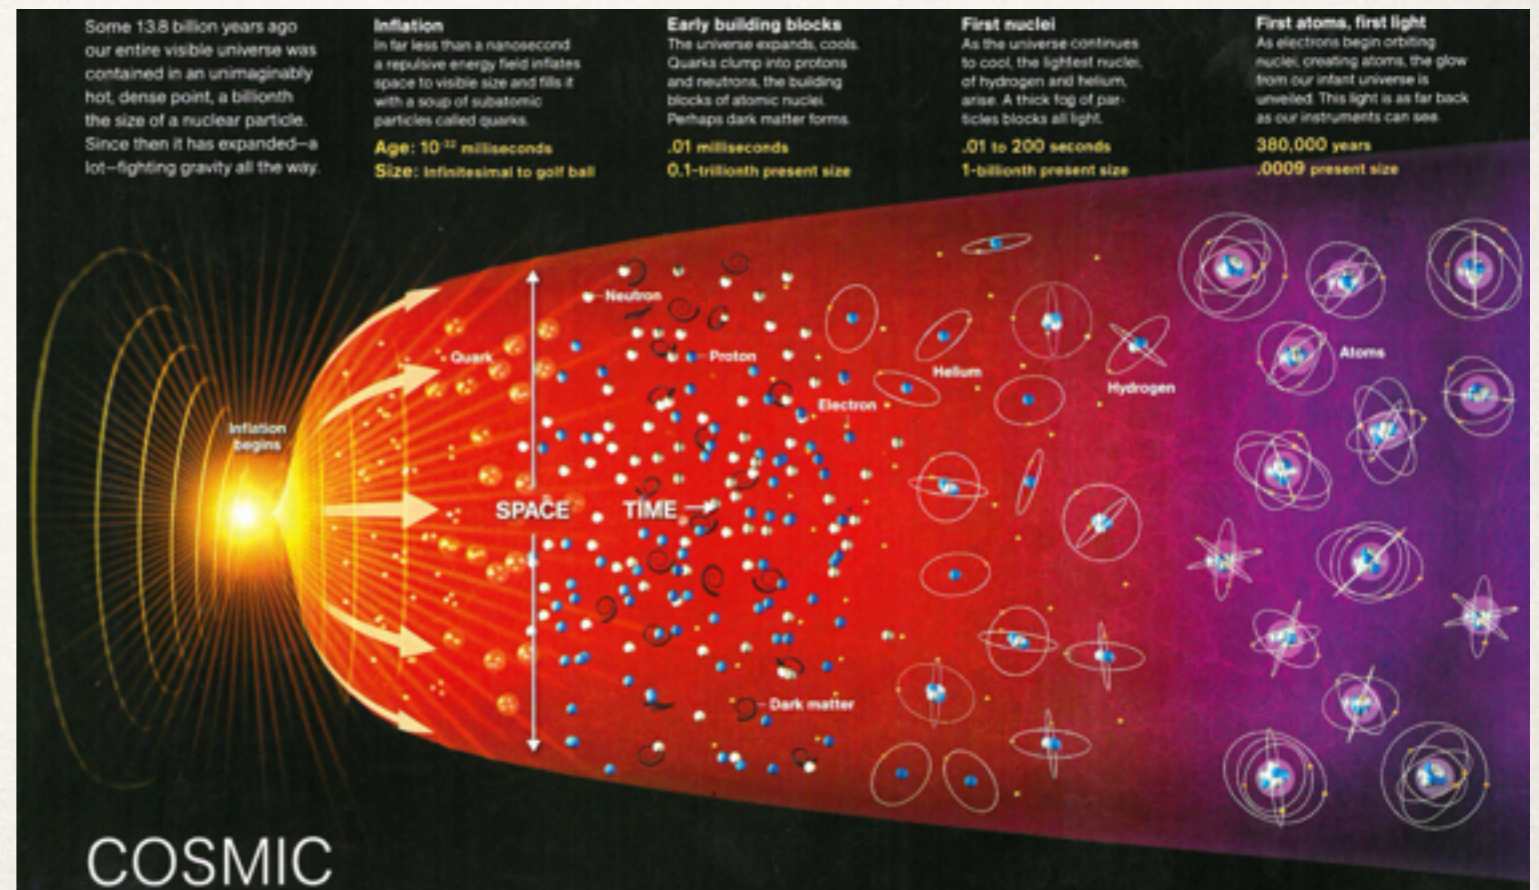 Some 13.8 billion years ago
our entire visible universe was
contained in an unimaginably
hot, dense point, a billionth
the size of a nuclear particle.
Since then it has expanded—a
lot—fighting gravity all the way.
Inflation
In far less than a nanosecond
a repulsive energy field inflates
space to visible size and fills it
with a soup of subatomic
particles called quarks.
Age: 10⁻³² milliseconds
Size: Infinitesimal to golf ball
Early building blocks
The universe expands, cools.
Quarks clump into protons
and neutrons, the building
blocks of atomic nuclei.
Perhaps dark matter forms.
.01 milliseconds
0.1-trillionth present size
First nuclei
As the universe continues
to cool, the lightest nuclei,
of hydrogen and helium,
arise. A thick fog of par-
ticles blocks all light.
.01 to 200 seconds
1-billionth present size
First atoms, first light
As electrons begin orbiting
nuclei, creating atoms, the glow
from our infant universe is
unveiled. This light is as far back
as our instruments can see.
380,000 years
.0009 present size
Neutron
Quark
Proton
Helium
Atoms
Hydrogen
Electron
Inflation
begins
SPACE
TIME
Dark matter
COSMIC